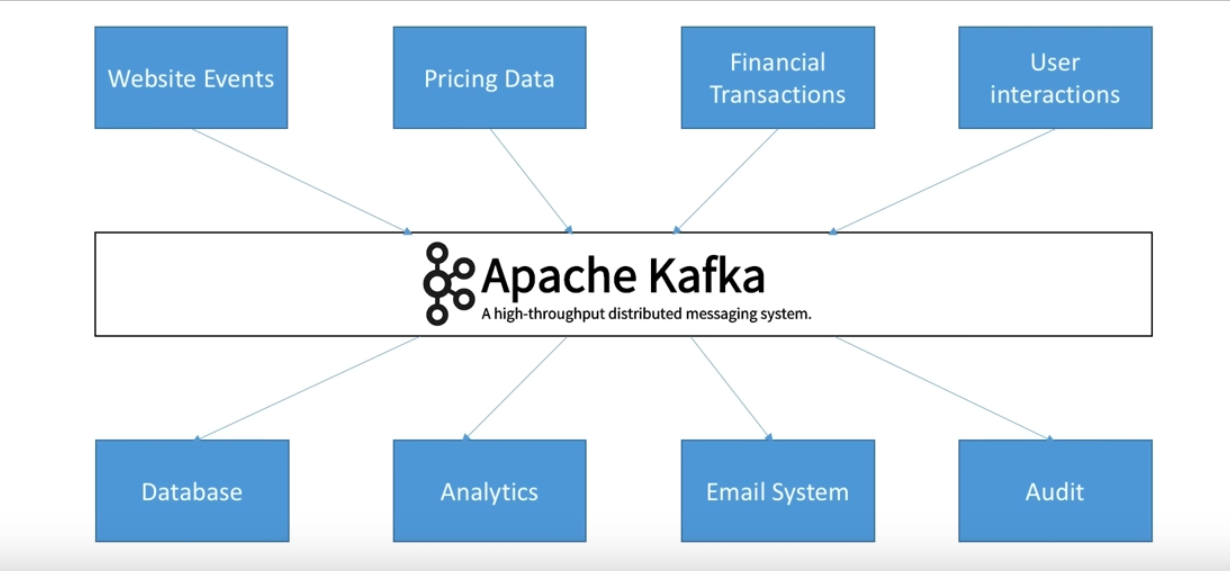 Website Events
Pricing Data
Financial
Transactions
User
interactions
Apache Kafka
A high-throughput distributed messaging system.
Database
Analytics
Email System
Audit